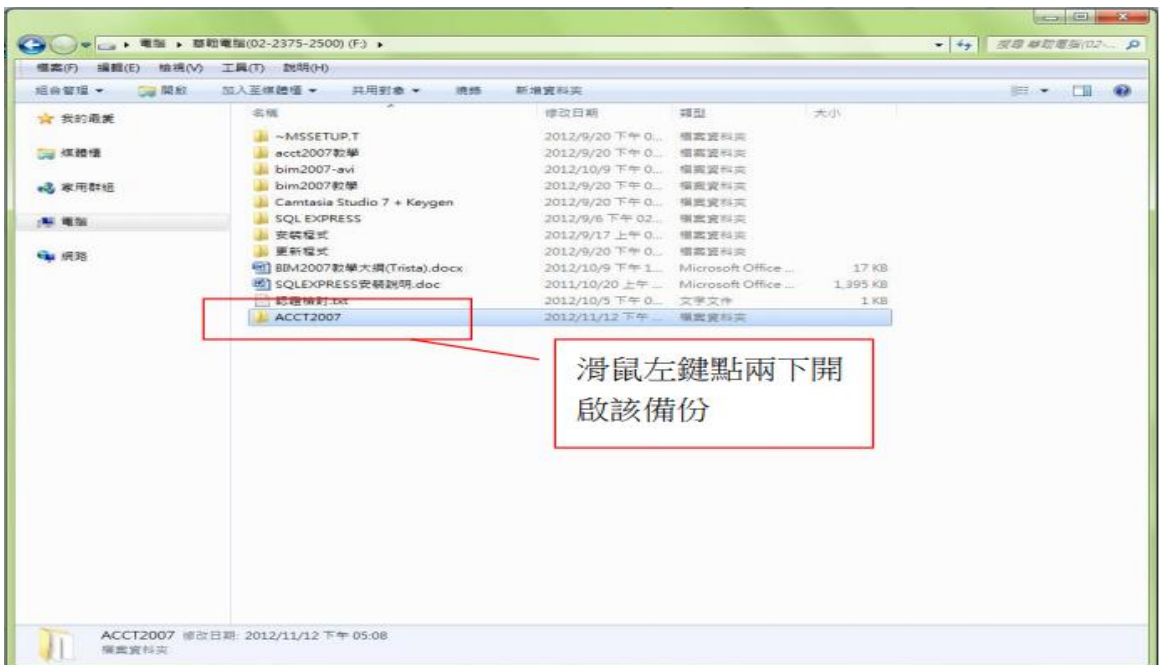 電腦 ▸ 華聆電腦(02-2375-2500) (F:) ▸
檔案(F) 編輯(E) 檢視(V) 工具(T) 說明(H)
組合管理 開啟 加入至媒體櫃 共用對象 燒錄 新增資料夾
名稱 修改日期 類型 大小
我的最愛
媒體櫃
家用群組
電腦
網路
~MSSETUP.T 2012/9/20 下午 0... 檔案資料夾
acct2007教學 2012/9/20 下午 0... 檔案資料夾
bim2007-avi 2012/10/9 下午 0... 檔案資料夾
bim2007教學 2012/9/20 下午 0... 檔案資料夾
Camtasia Studio 7 + Keygen 2012/9/20 下午 0... 檔案資料夾
SQL EXPRESS 2012/9/6 下午 02... 檔案資料夾
安裝程式 2012/9/17 上午 0... 檔案資料夾
更新程式 2012/9/20 下午 0... 檔案資料夾
BIM2007教學大綱(Trista).docx 2012/10/9 下午 1... Microsoft Office ... 17 KB
SQLEXPRESS安裝說明.doc 2011/10/20 上午 ... Microsoft Office ... 1,395 KB
認證檢討.txt 2012/10/5 下午 0... 文字文件 1 KB
ACCT2007 2012/11/12 下午 ... 檔案資料夾
滑鼠左鍵點兩下開
啟該備份
ACCT2007 修改日期: 2012/11/12 下午 05:08
檔案資料夾